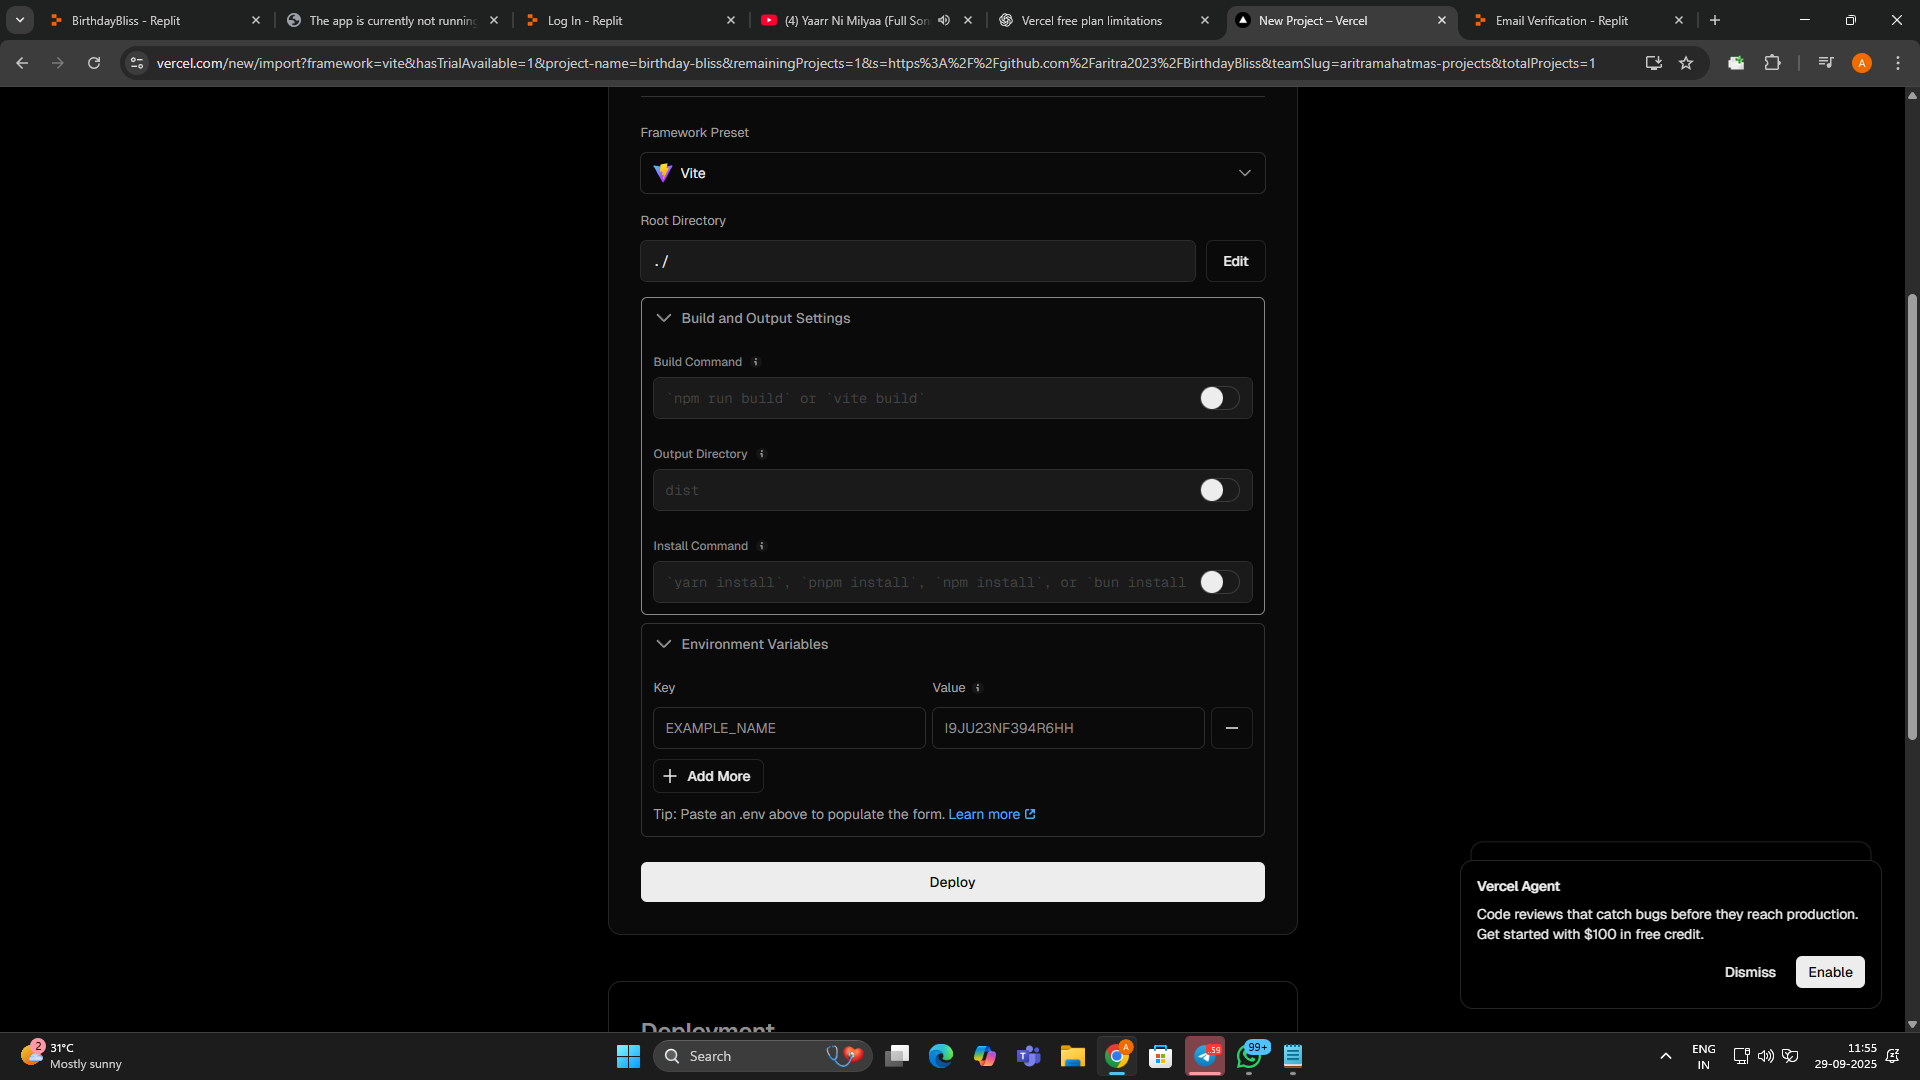 BirthdayBliss - Replit
The app is currently not runnin
Log In - Replit
(4) Yaarr Ni Milyaa (Full Son
Vercel free plan limitations
New Project – Vercel
Email Verification - Replit
vercel.com/new/import?framework=vite&hasTrialAvailable=1&project-name=birthday-bliss&remainingProjects=1&s=https%3A%2F%2Fgithub.com%2Faritra2023%2FBirthdayBliss&teamSlug=aritramahatmas-projects&totalProjects=1
A
Framework Preset
Vite
Root Directory
./
Edit
Build and Output Settings
Build Command
`npm run build` or `vite build`
Output Directory
dist
Install Command
`yarn install`, `pnpm install`, `npm install`, or `bun install
Environment Variables
Key
Value
EXAMPLE_NAME
I9JU23NF394R6HH
Add More
Tip: Paste an .env above to populate the form. Learn more
Deploy
Vercel Agent
Code reviews that catch bugs before they reach production.
Get started with $100 in free credit.
Dismiss
Enable
Deployment
2
31°C
Mostly sunny
Search
A
59
99+
ENG
IN
11:55
29-09-2025